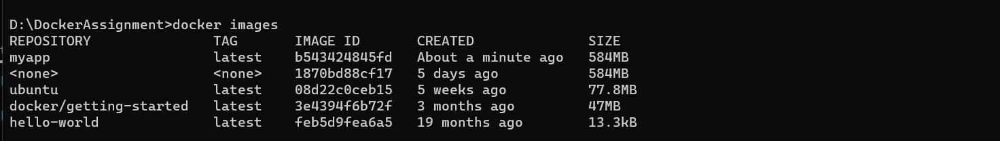 D:\DockerAssignment>docker images
REPOSITORY TAG IMAGE ID CREATED SIZE
myapp latest b543424845fd About a minute ago 584MB
<none> <none> 1870bd88cf17 5 days ago 584MB
ubuntu latest 08d22c0ceb15 5 weeks ago 77.8MB
docker/getting-started latest 3e4394f6b72f 3 months ago 47MB
hello-world latest feb5d9fea6a5 19 months ago 13.3kB